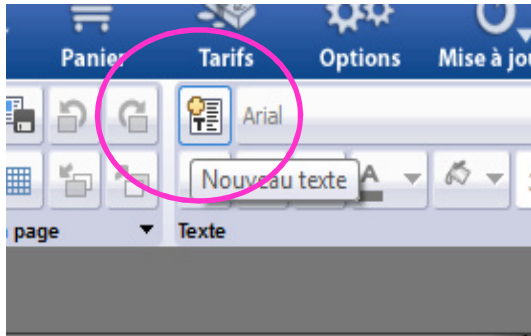 Panier Tarifs Options Mise à jou
Arial
Nouveau texte A
page Texte